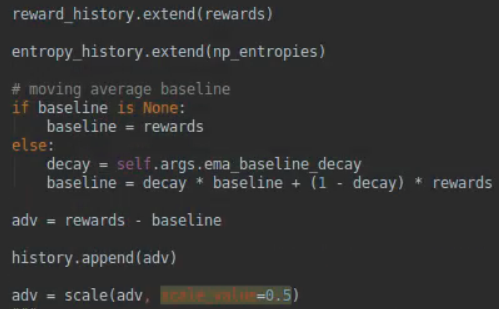 reward_history.extend(rewards)
entropy_history.extend(np_entropies)
# moving average baseline
if baseline is None:
baseline = rewards
else:
decay = self.args.ema_baseline_decay
baseline = decay * baseline + (1 - decay) * rewards
adv = rewards - baseline
history.append(adv)
adv = scale(adv, scale_value=0.5)